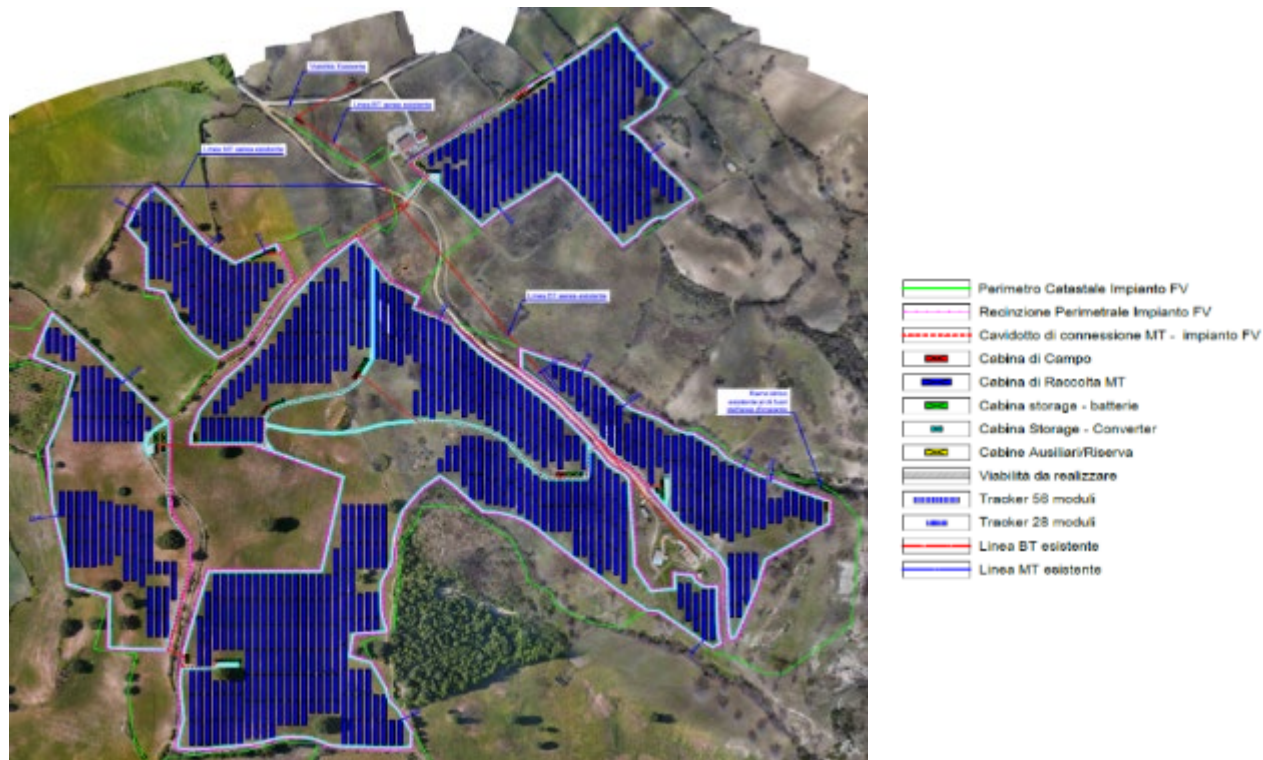 Viabilità Esistente
Linea BT aerea esistente
Linea MT aerea esistente
Linea BT aerea esistente
Perimetro Catastale Impianto FV
Recinzione Perimetrale Impianto FV
Cavidotto di connessione MT - impianto FV
Cabina di Campo
Cabina di Raccolta MT
Cabina storage - batterie
Cabina Storage - Converter
Cabine Ausiliari/Riserva
Viabilità da realizzare
Tracker 56 moduli
Tracker 28 moduli
Linea BT esistente
Linea MT esistente